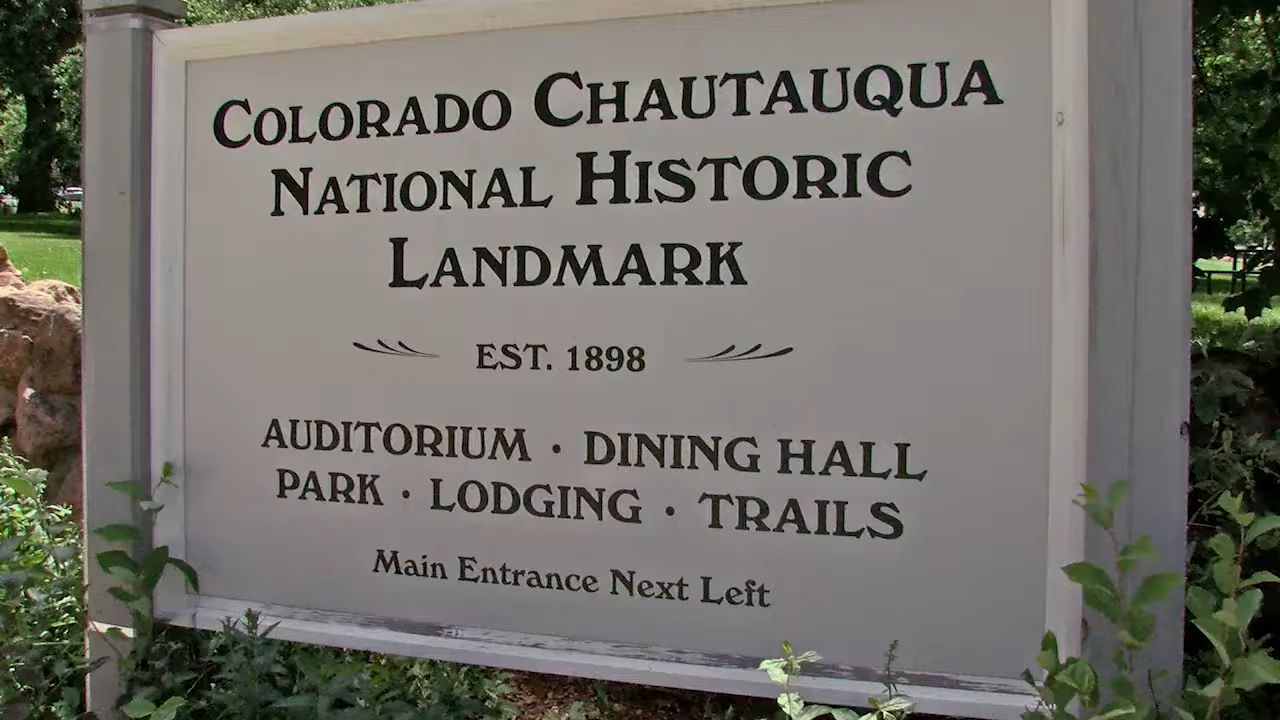 COLORADO CHAUTAUQUA
NATIONAL HISTORIC
LANDMARK
EST. 1898
AUDITORIUM · DINING HALL
PARK · LODGING · TRAILS
Main Entrance Next Left